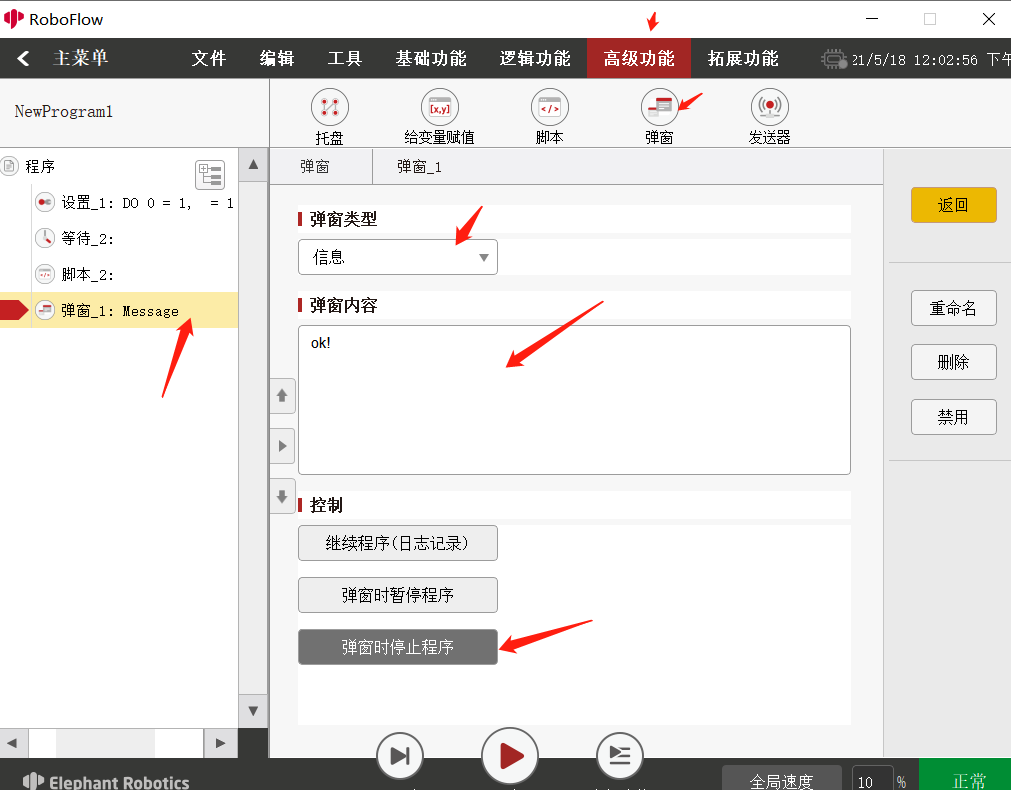 RoboFlow
主菜单
文件 编辑 工具 基础功能 逻辑功能 高级功能 拓展功能
21/5/18 12:02:56 下午
NewProgram1
托盘 给变量赋值 脚本 弹窗 发送器
程序
设置_1: DO 0 = 1,  = 1
等待_2:
脚本_2:
弹窗_1: Message
弹窗 弹窗_1
弹窗类型
信息
弹窗内容
ok!
控制
继续程序(日志记录)
弹窗时暂停程序
弹窗时停止程序
返回
重命名
删除
禁用
Elephant Robotics
全局速度 10 %
正常